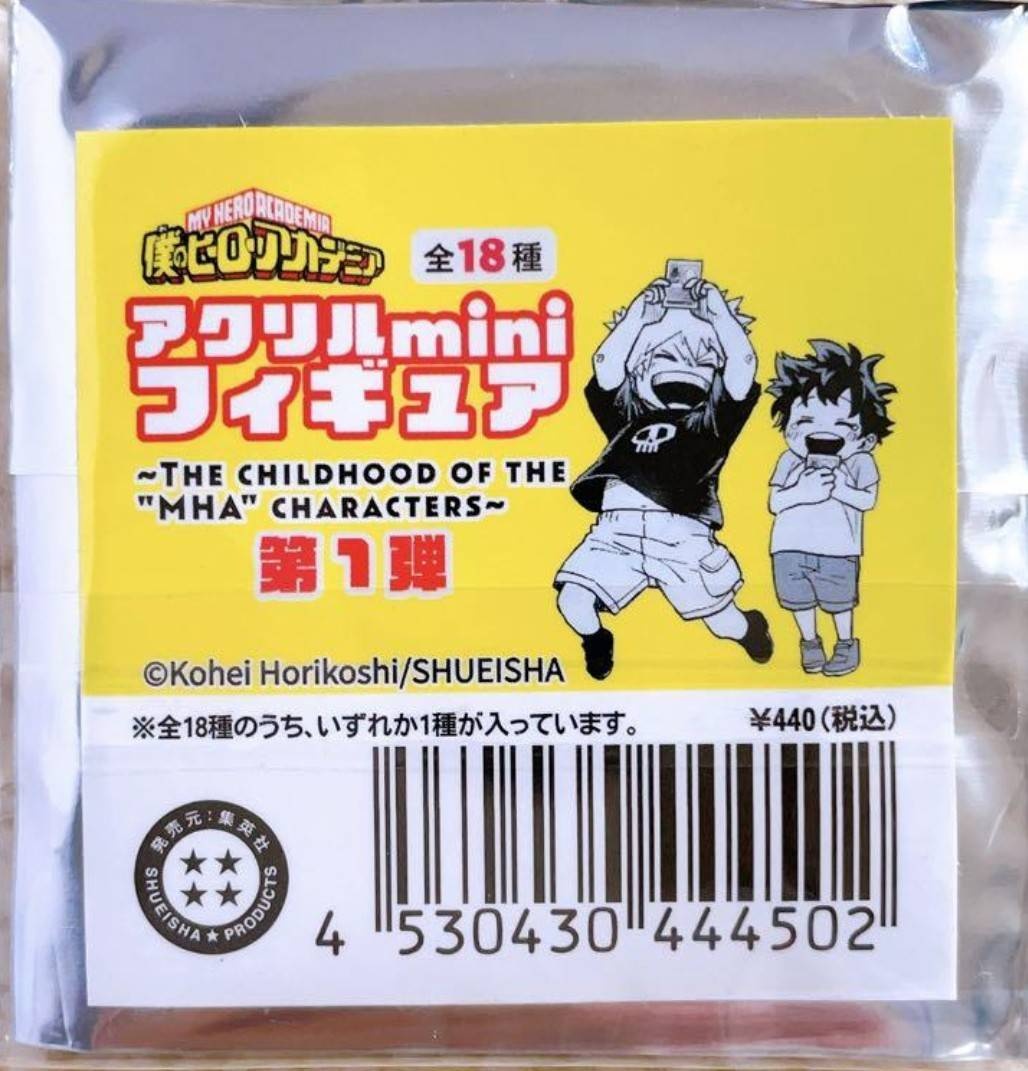 MY HERO ACADEMIA
僕のヒーローアカデミア
全18種
アクリルmini
フィギュア
~THE CHILDHOOD OF THE
"MHA" CHARACTERS~
第1弾
©Kohei Horikoshi/SHUEISHA
※全18種のうち、いずれか1種が入っています。
¥440(税込)
発売元:集英社
SHUEISHA★PRODUCTS
4 530430 444502